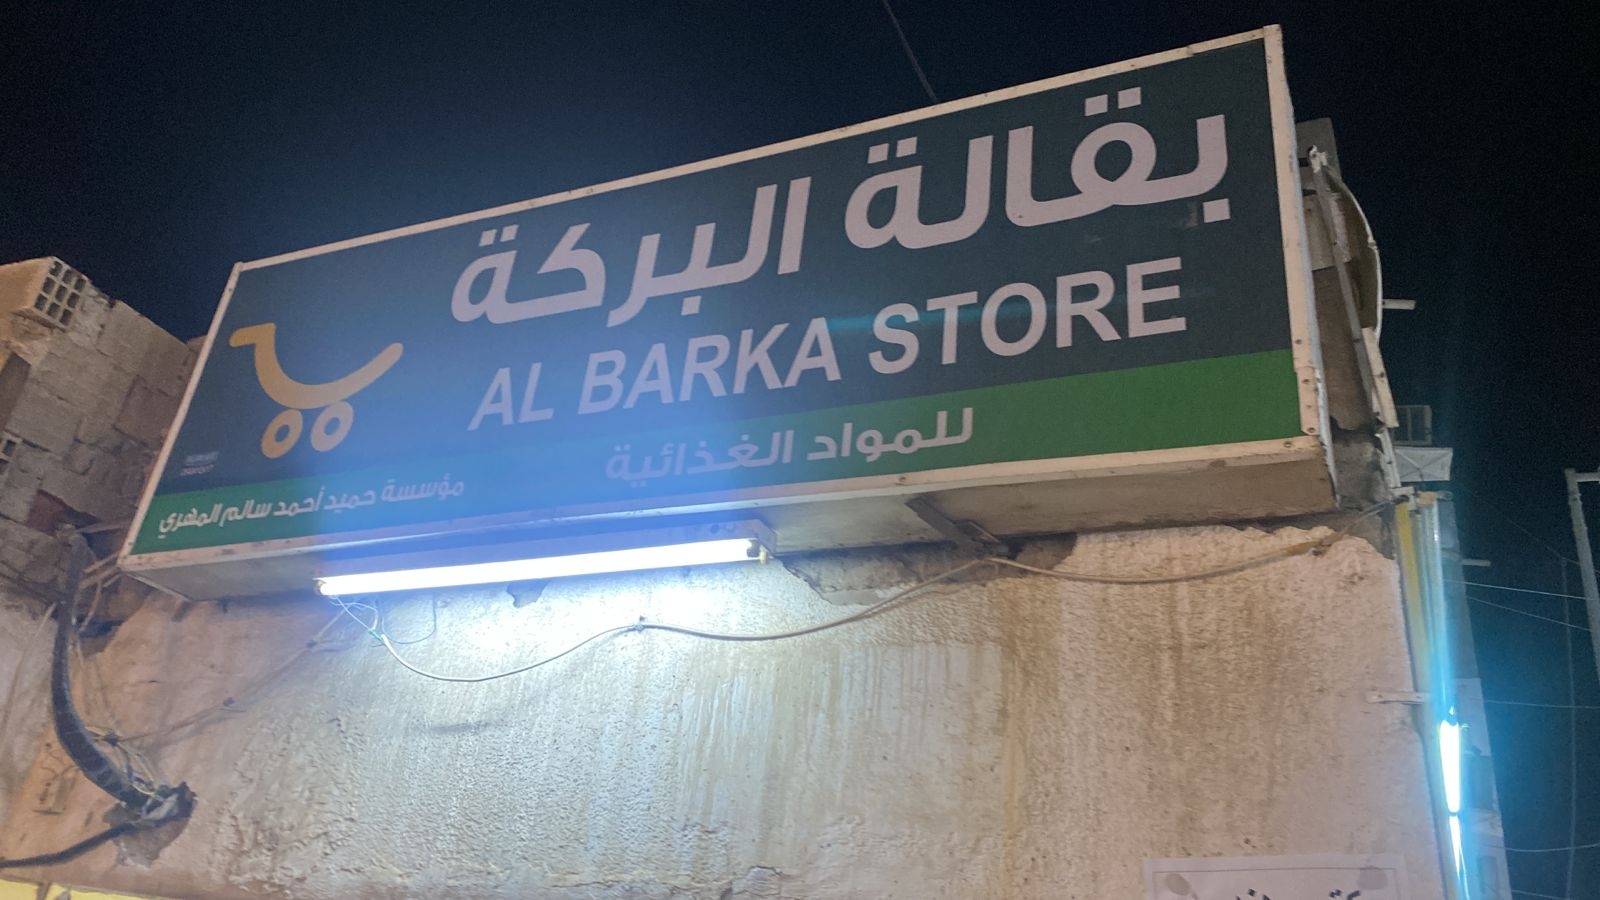 بقالة البركة
AL BARKA STORE
للمواد الغذائية
مؤسسة حميد أحمد سالم المهري